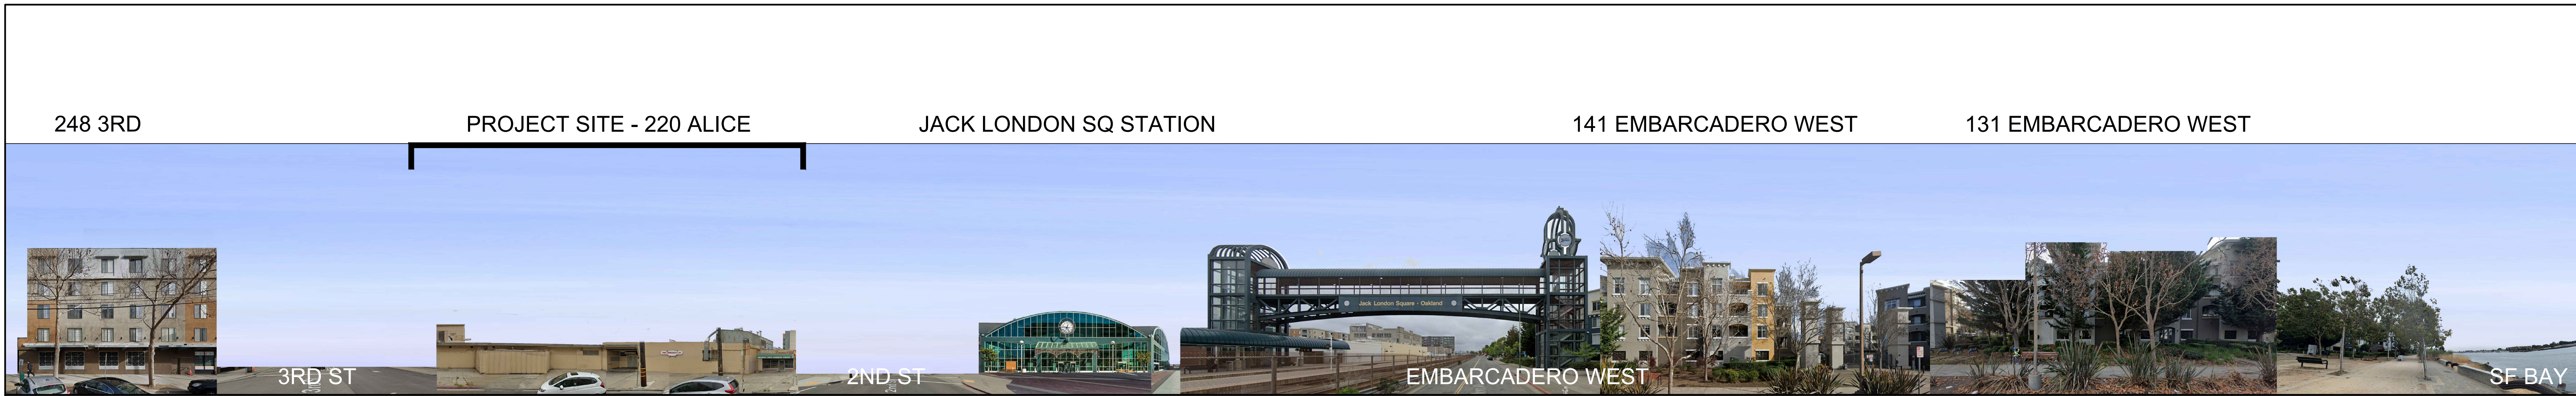 248 3RD
PROJECT SITE - 220 ALICE
JACK LONDON SQ STATION
141 EMBARCADERO WEST
131 EMBARCADERO WEST
Jack London Square - Oakland
3RD ST
2ND ST
EMBARCADERO WEST
SF BAY